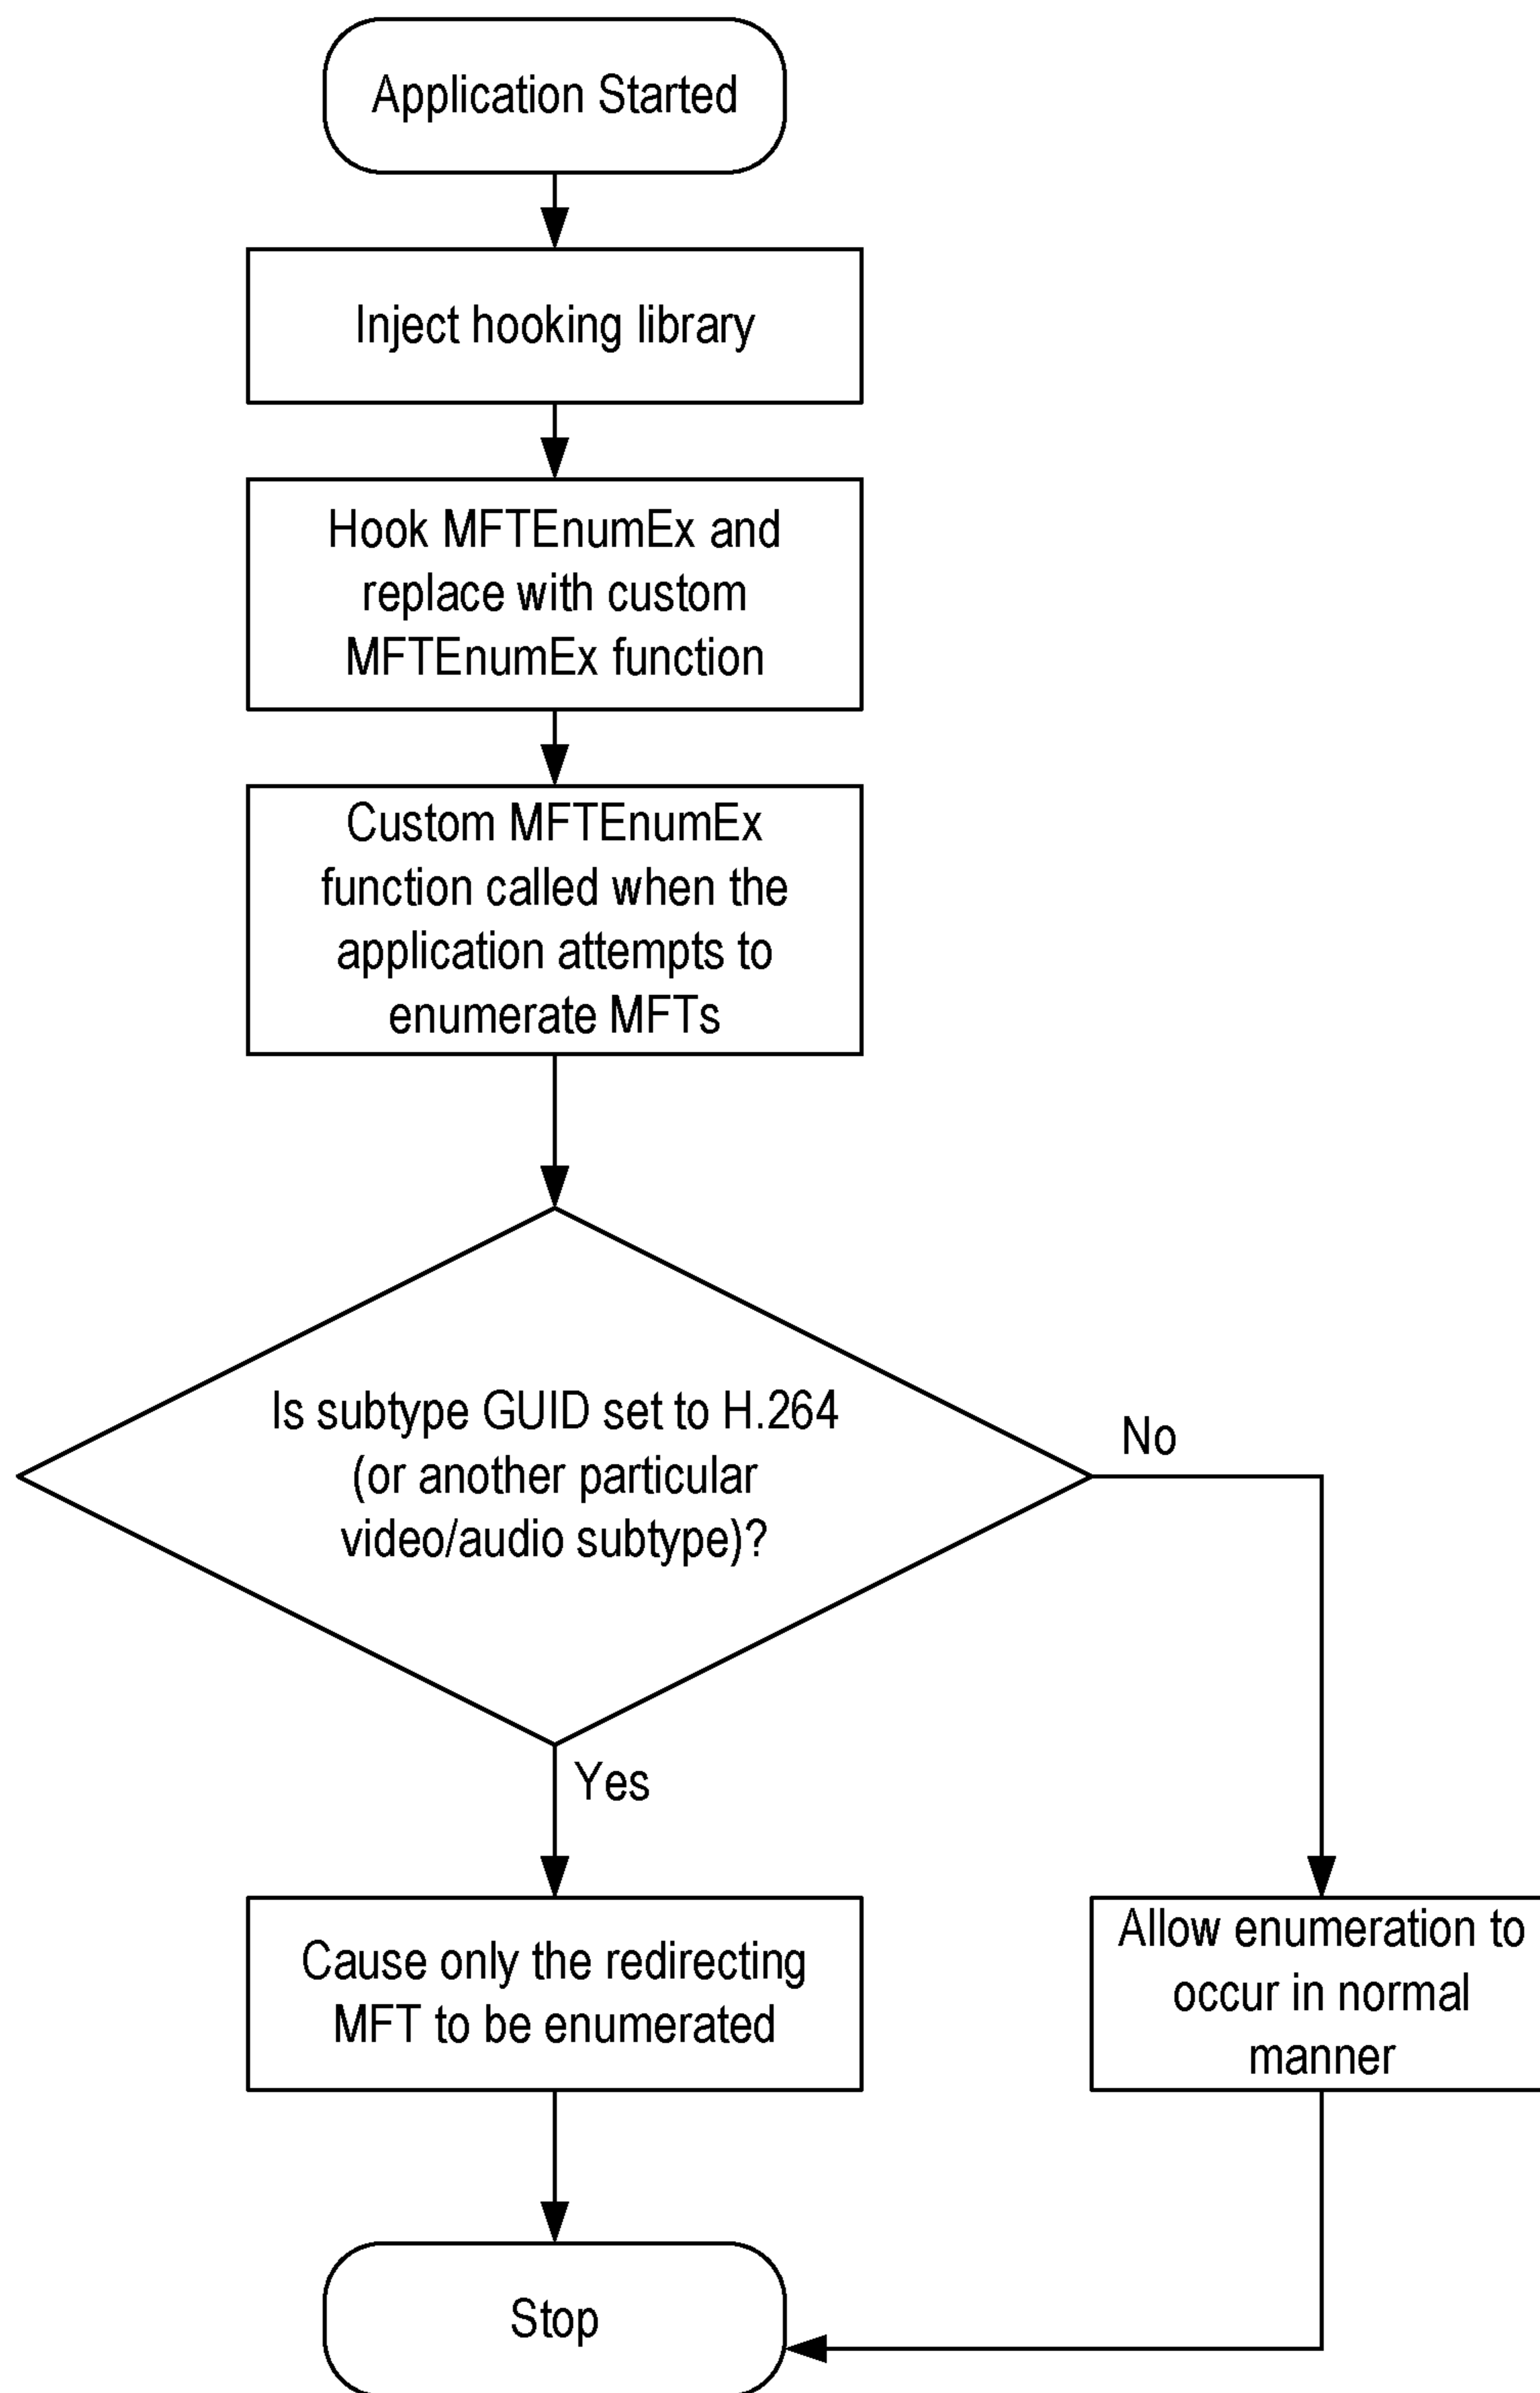 Application Started
Inject hooking library
Hook MFTEnumEx and
replace with custom
MFTEnumEx function
Custom MFTEnumEx
function called when the
application attempts to
enumerate MFTs
Is subtype GUID set to H.264
(or another particular
video/audio subtype)?
No
Yes
Cause only the redirecting
MFT to be enumerated
Allow enumeration to
occur in normal
manner
Stop